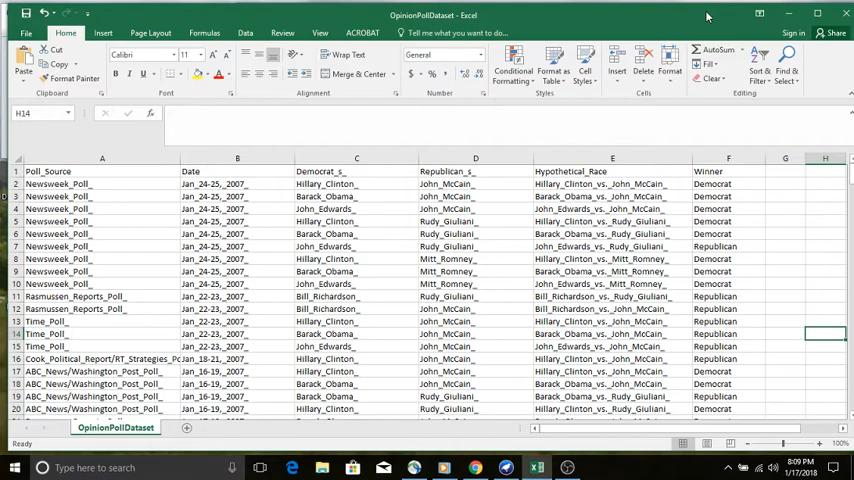 OpinionPollDataset - Excel
File Home Insert Page Layout Formulas Data Review View ACROBAT Tell me what you want to do... Sign in Share
Paste Cut Copy Format Painter Clipboard
Calibri 11 A A B I U A Font
Wrap Text Merge & Center Alignment
General $ % , Number
Conditional Formatting Format as Table Cell Styles Styles
Insert Delete Format Cells
AutoSum Fill Clear Sort & Filter Find & Select Editing
H14 fx
A B C D E F G H
1 Poll_Source Date Democrat_s_ Republican_s_ Hypothetical_Race Winner
2 Newsweek_Poll_ Jan_24-25,_2007_ Hillary_Clinton_ John_McCain_ Hillary_Clinton_vs._John_McCain_ Democrat
3 Newsweek_Poll_ Jan_24-25,_2007_ Barack_Obama_ John_McCain_ Barack_Obama_vs._John_McCain_ Democrat
4 Newsweek_Poll_ Jan_24-25,_2007_ John_Edwards_ John_McCain_ John_Edwards_vs._John_McCain_ Democrat
5 Newsweek_Poll_ Jan_24-25,_2007_ Hillary_Clinton_ Rudy_Giuliani_ Hillary_Clinton_vs._Rudy_Giuliani_ Democrat
6 Newsweek_Poll_ Jan_24-25,_2007_ Barack_Obama_ Rudy_Giuliani_ Barack_Obama_vs._Rudy_Giuliani_ Democrat
7 Newsweek_Poll_ Jan_24-25,_2007_ John_Edwards_ Rudy_Giuliani_ John_Edwards_vs._Rudy_Giuliani_ Republican
8 Newsweek_Poll_ Jan_24-25,_2007_ Hillary_Clinton_ Mitt_Romney_ Hillary_Clinton_vs._Mitt_Romney_ Democrat
9 Newsweek_Poll_ Jan_24-25,_2007_ Barack_Obama_ Mitt_Romney_ Barack_Obama_vs._Mitt_Romney_ Democrat
10 Newsweek_Poll_ Jan_24-25,_2007_ John_Edwards_ Mitt_Romney_ John_Edwards_vs._Mitt_Romney_ Democrat
11 Rasmussen_Reports_Poll_ Jan_22-23,_2007_ Bill_Richardson_ Rudy_Giuliani_ Bill_Richardson_vs._Rudy_Giuliani_ Republican
12 Rasmussen_Reports_Poll_ Jan_22-23,_2007_ Bill_Richardson_ John_McCain_ Bill_Richardson_vs._John_McCain_ Republican
13 Time_Poll_ Jan_22-23,_2007_ Hillary_Clinton_ John_McCain_ Hillary_Clinton_vs._John_McCain_ Republican
14 Time_Poll_ Jan_22-23,_2007_ Barack_Obama_ John_McCain_ Barack_Obama_vs._John_McCain_ Republican
15 Time_Poll_ Jan_22-23,_2007_ John_Edwards_ John_McCain_ John_Edwards_vs._John_McCain_ Republican
16 Cook_Political_Report/RT_Strategies_Po Jan_18-21,_2007_ Hillary_Clinton_ John_McCain_ Hillary_Clinton_vs._John_McCain_ Republican
17 ABC_News/Washington_Post_Poll_ Jan_16-19,_2007_ Hillary_Clinton_ John_McCain_ Hillary_Clinton_vs._John_McCain_ Democrat
18 ABC_News/Washington_Post_Poll_ Jan_16-19,_2007_ Barack_Obama_ John_McCain_ Barack_Obama_vs._John_McCain_ Democrat
19 ABC_News/Washington_Post_Poll_ Jan_16-19,_2007_ Hillary_Clinton_ Rudy_Giuliani_ Hillary_Clinton_vs._Rudy_Giuliani_ Democrat
20 ABC_News/Washington_Post_Poll_ Jan_16-19,_2007_ Barack_Obama_ Rudy_Giuliani_ Barack_Obama_vs._Rudy_Giuliani_ Democrat
OpinionPollDataset
Ready 100%
Type here to search 8:09 PM
1/17/2018